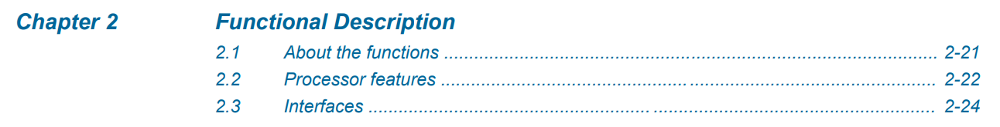 Chapter 2 Functional Description
2.1 About the functions ................................................................................................ 2-21
2.2 Processor features ................................................................................................ 2-22
2.3 Interfaces ................................................................................................................ 2-24